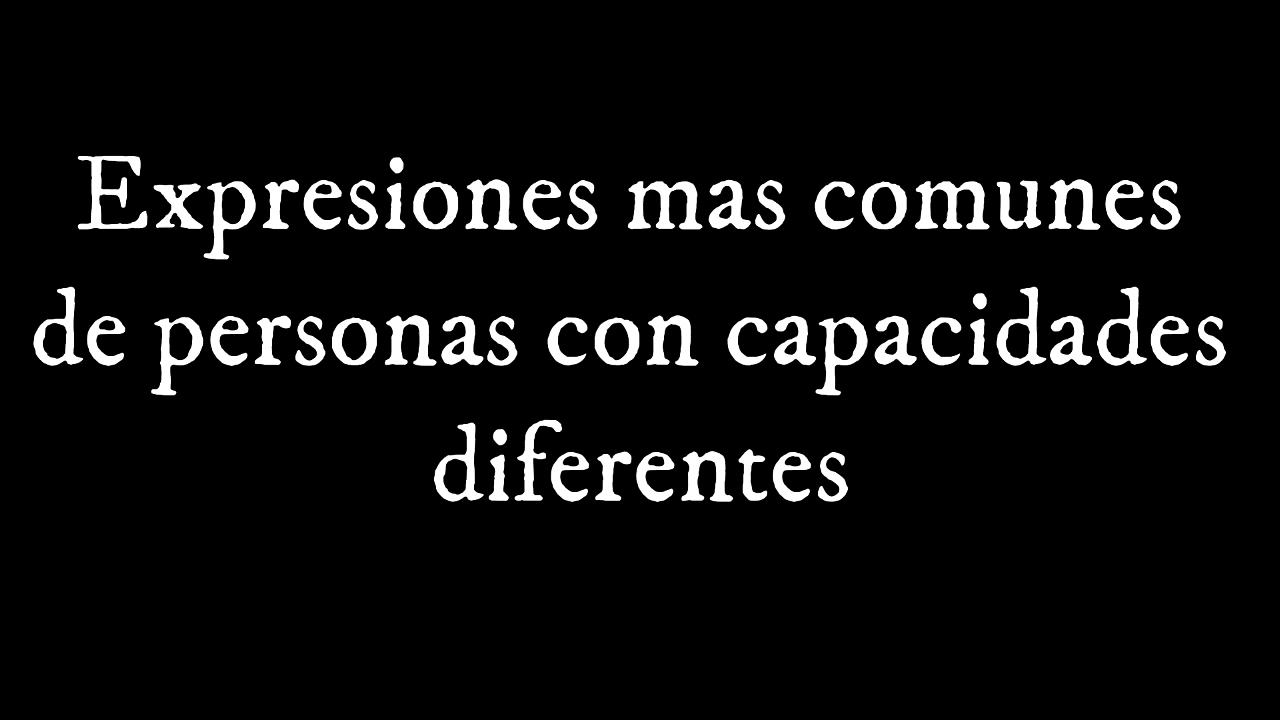 Expresiones mas comunes
de personas con capacidades
diferentes